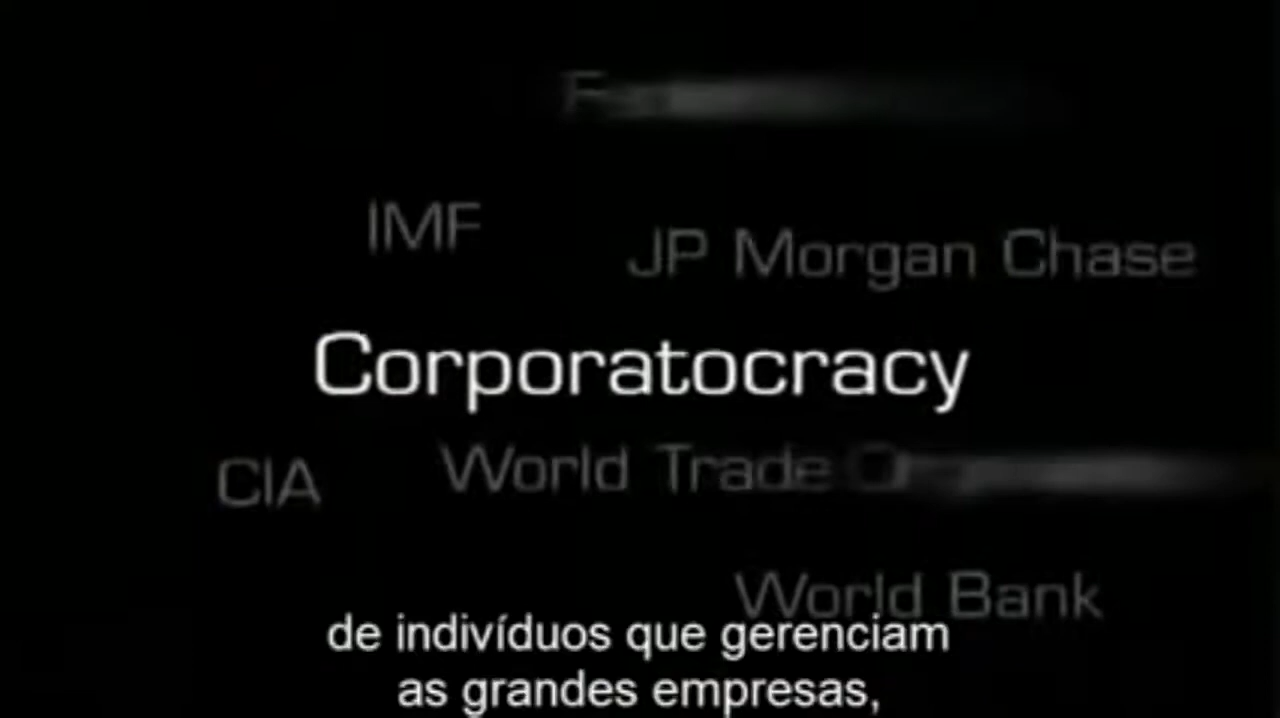 IMF
JP Morgan Chase
Corporatocracy
CIA
World Trade
World Bank
de indivíduos que gerenciam
as grandes empresas,